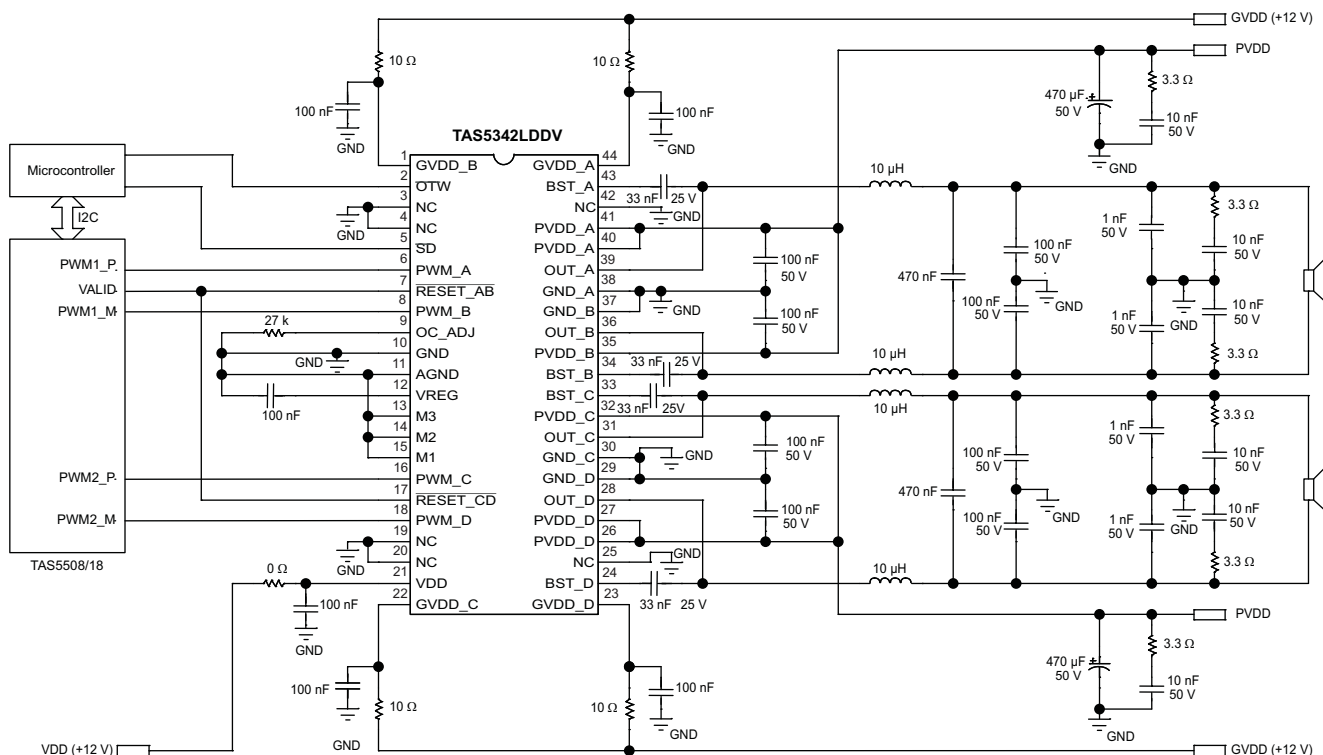 GVDD (+12 V)
PVDD
10 Ω
10 Ω
3.3 Ω
470 µF
50 V
10 nF
50 V
100 nF
GND
100 nF
GND
GND
TAS5342LDDV
Microcontroller
I2C
PWM1_P
VALID
PWM1_M
PWM2_P
PWM2_M
TAS5508/18
1
GVDD_B
2
OTW
3
NC
4
NC
5
SD
6
PWM_A
7
RESET_AB
8
PWM_B
9
OC_ADJ
10
GND
11
AGND
12
VREG
13
M3
14
M2
15
M1
16
PWM_C
17
RESET_CD
18
PWM_D
19
NC
20
NC
21
VDD
22
GVDD_C
44
GVDD_A
43
BST_A
42
NC
41
PVDD_A
40
PVDD_A
39
OUT_A
38
GND_A
37
GND_B
36
OUT_B
35
PVDD_B
34
BST_B
33
BST_C
32
PVDD_C
31
OUT_C
30
GND_C
29
GND_D
28
OUT_D
27
PVDD_D
26
PVDD_D
25
NC
24
BST_D
23
GVDD_D
GND
27 k
GND
100 nF
GND
0 Ω
100 nF
GND
100 nF
GND
10 Ω
GND
VDD (+12 V)
33 nF 25 V
GND
100 nF
50 V
GND
100 nF
50 V
33 nF 25 V
33 nF 25V
100 nF
50 V
GND
100 nF
50 V
GND
33 nF 25 V
100 nF
10 Ω
GND
10 µH
470 nF
100 nF
50 V
GND
100 nF
50 V
1 nF
50 V
1 nF
50 V
GND
3.3 Ω
10 nF
50 V
10 nF
50 V
3.3 Ω
10 µH
10 µH
470 nF
100 nF
50 V
GND
100 nF
50 V
1 nF
50 V
1 nF
50 V
GND
3.3 Ω
10 nF
50 V
10 nF
50 V
3.3 Ω
10 µH
PVDD
3.3 Ω
470 µF
50 V
10 nF
50 V
GND
GVDD (+12 V)